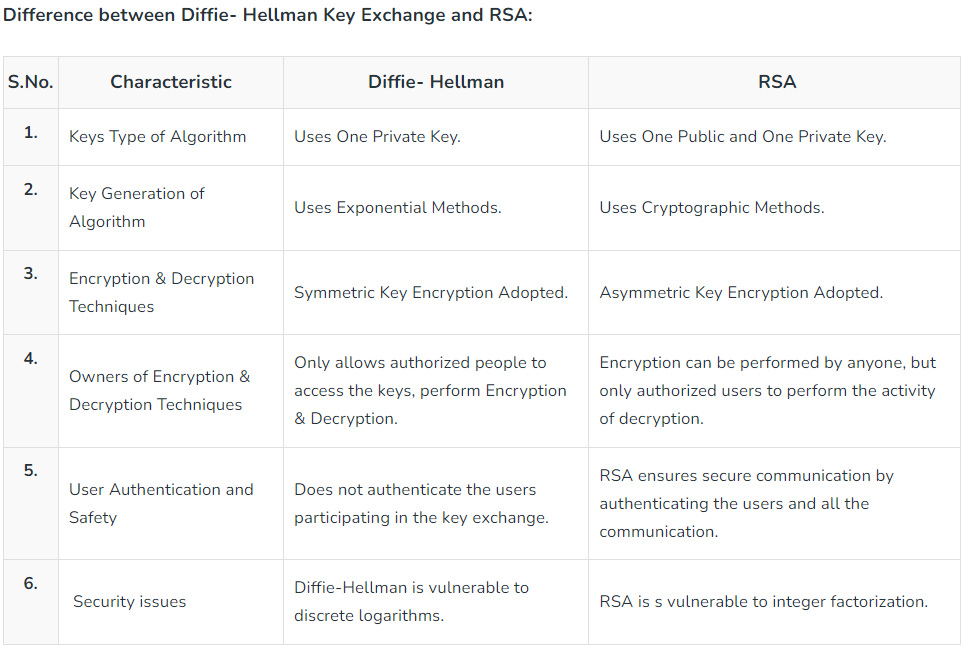 Difference between Diffie- Hellman Key Exchange and RSA:
S.No. Characteristic Diffie- Hellman RSA
1. Keys Type of Algorithm Uses One Private Key. Uses One Public and One Private Key.
2. Key Generation of
Algorithm
Uses Exponential Methods. Uses Cryptographic Methods.
3. Encryption & Decryption
Techniques
Symmetric Key Encryption Adopted. Asymmetric Key Encryption Adopted.
4. Owners of Encryption &
Decryption Techniques
Only allows authorized people to
access the keys, perform Encryption
& Decryption.
Encryption can be performed by anyone, but
only authorized users to perform the activity
of decryption.
5. User Authentication and
Safety
Does not authenticate the users
participating in the key exchange.
RSA ensures secure communication by
authenticating the users and all the
communication.
6. Security issues
Diffie-Hellman is vulnerable to
discrete logarithms.
RSA is s vulnerable to integer factorization.